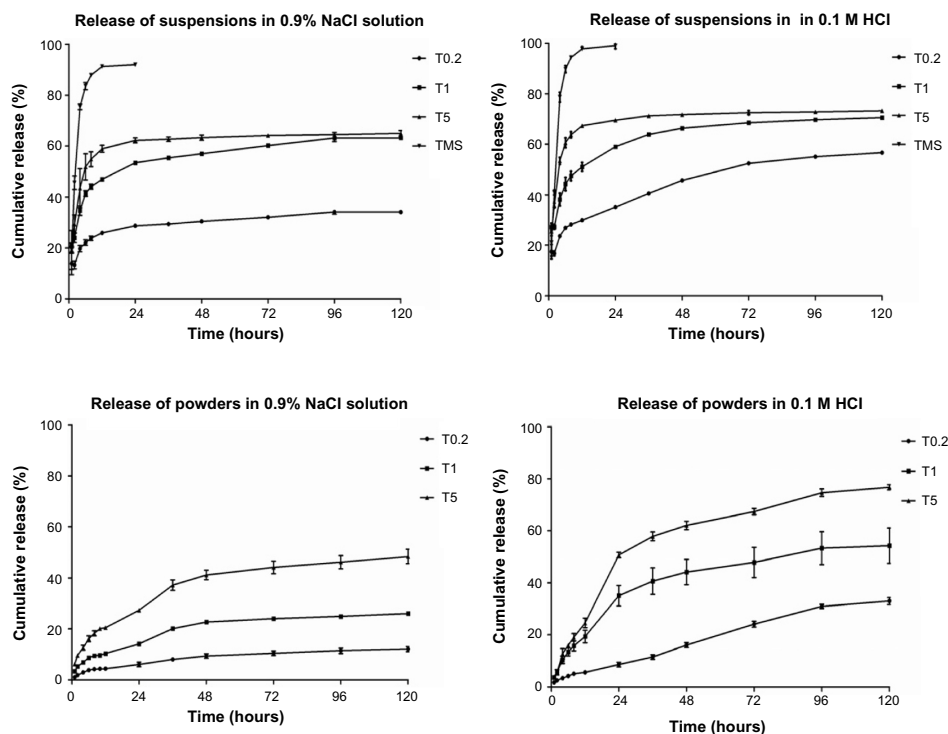 Release of suspensions in 0.9% NaCl solution
100
80
60
40
20
0
Cumulative release (%)
0 24 48 72 96 120
Time (hours)
T0.2
T1
T5
TMS
Release of suspensions in in 0.1 M HCl
100
80
60
40
20
0
Cumulative release (%)
0 24 48 72 96 120
Time (hours)
T0.2
T1
T5
TMS
Release of powders in 0.9% NaCl solution
100
80
60
40
20
0
Cumulative release (%)
0 24 48 72 96 120
Time (hours)
T0.2
T1
T5
Release of powders in 0.1 M HCl
100
80
60
40
20
0
Cumulative release (%)
0 24 48 72 96 120
Time (hours)
T0.2
T1
T5